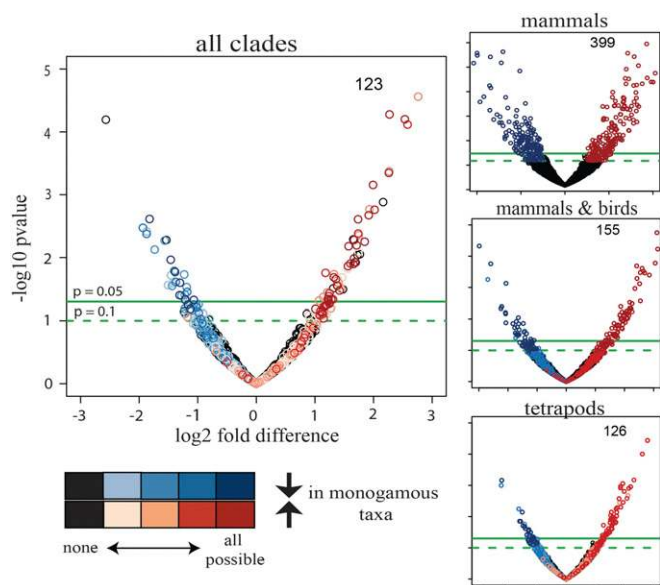 all clades
123
5
4
3
2
1
0
-log10 pvalue
p = 0.05
p = 0.1
-3
-2
-1
0
1
2
3
log2 fold difference
mammals
399
mammals & birds
155
tetrapods
126
in monogamous
taxa
none
all
possible